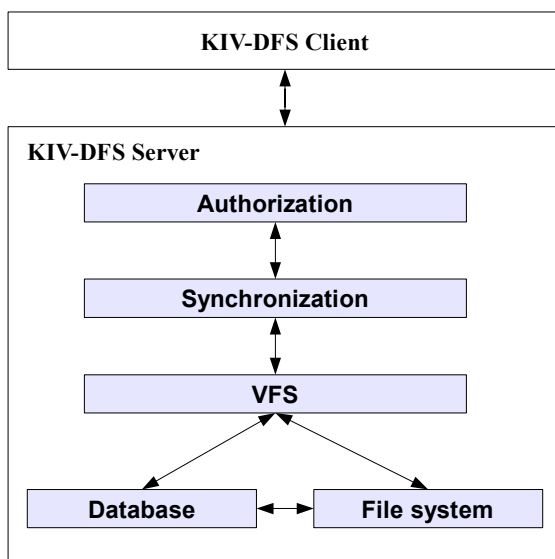 KIV-DFS Client
KIV-DFS Server
Authorization
Synchronization
VFS
Database
File system